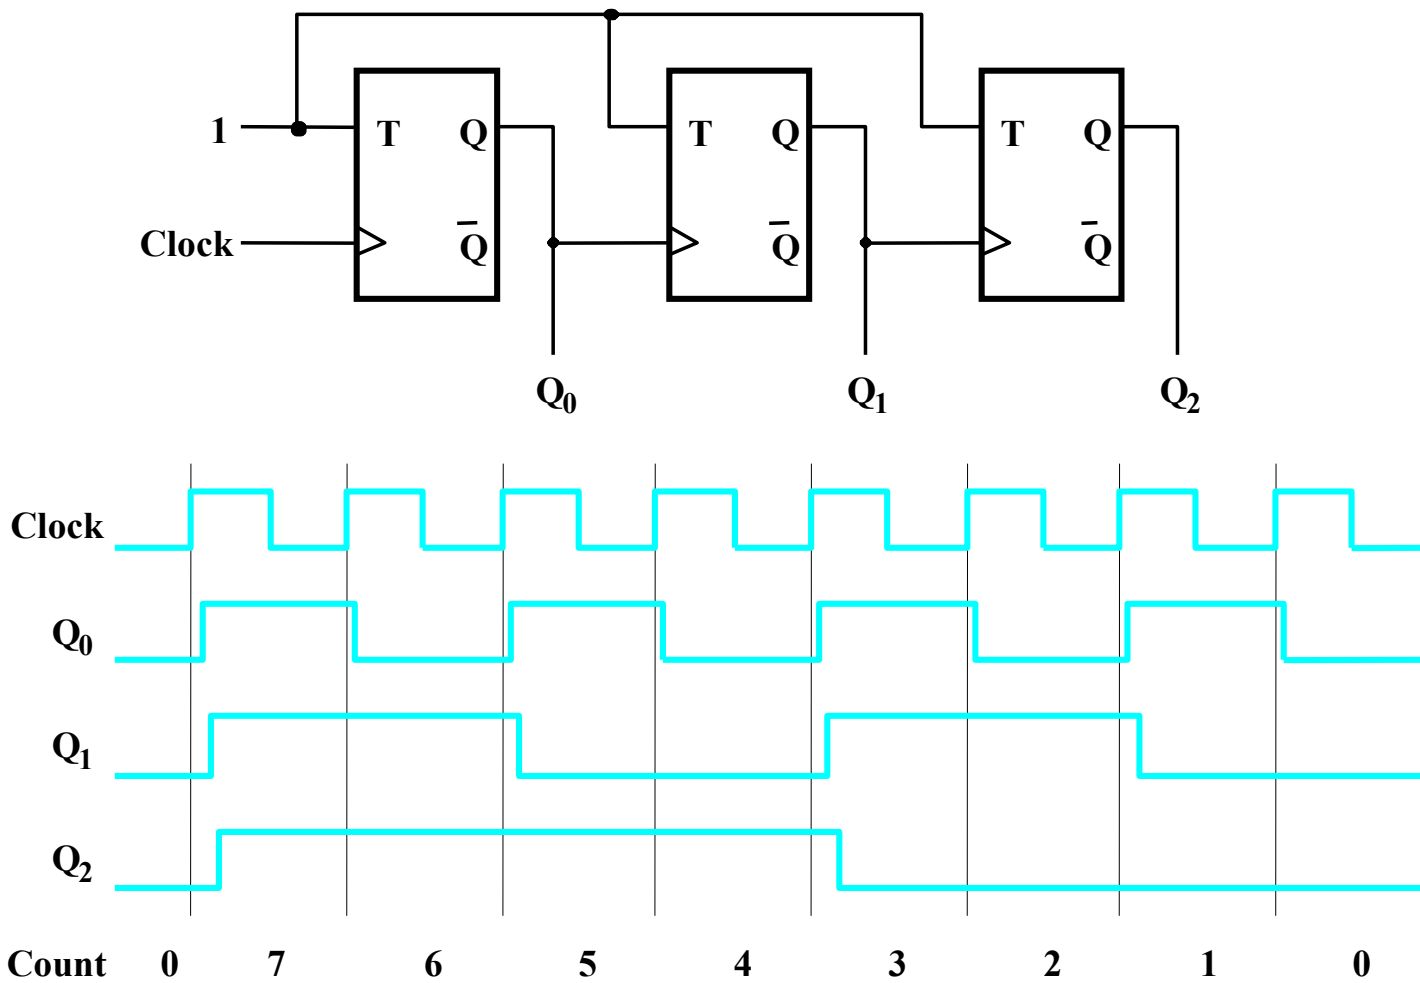 1 T Q T Q T Q
Clock Q̅ Q̅ Q̅
Q₀ Q₁ Q₂
Clock
Q₀
Q₁
Q₂
Count 0 7 6 5 4 3 2 1 0